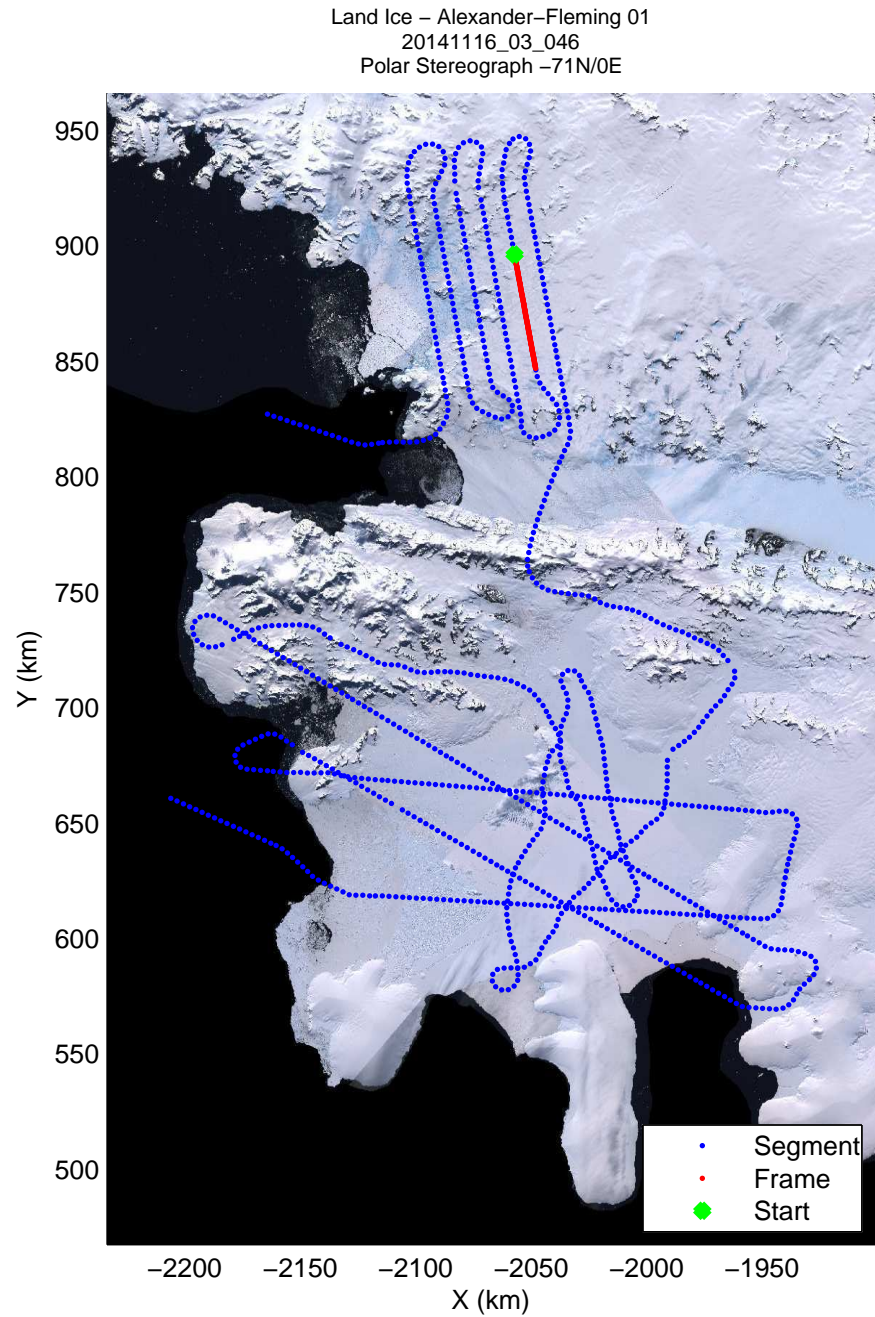 Land Ice − Alexander−Fleming 01
20141116_03_046
Polar Stereograph −71N/0E
950
900
850
800
750
700
650
600
550
500
Y (km)
−2200 −2150 −2100 −2050 −2000 −1950
X (km)
Segment
Frame
Start